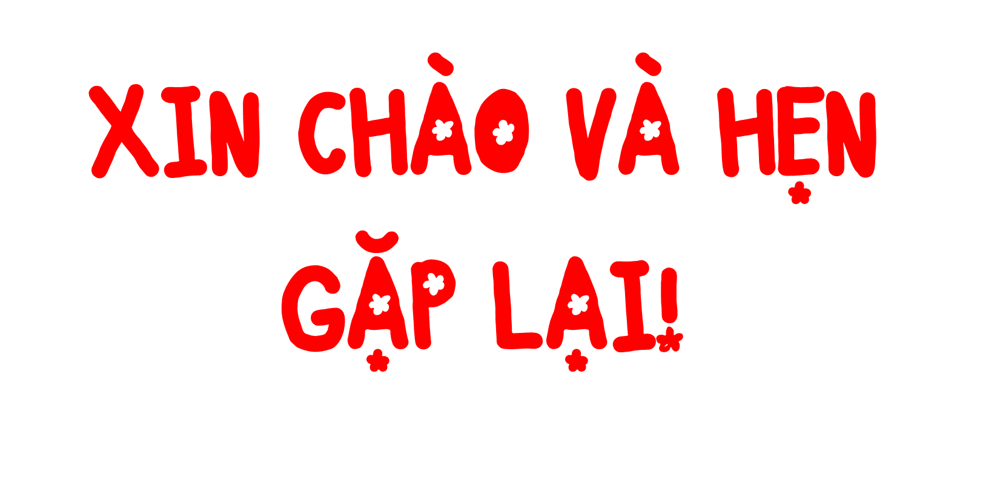 XIN CHÀO VÀ HẸN
GẶP LẠI!